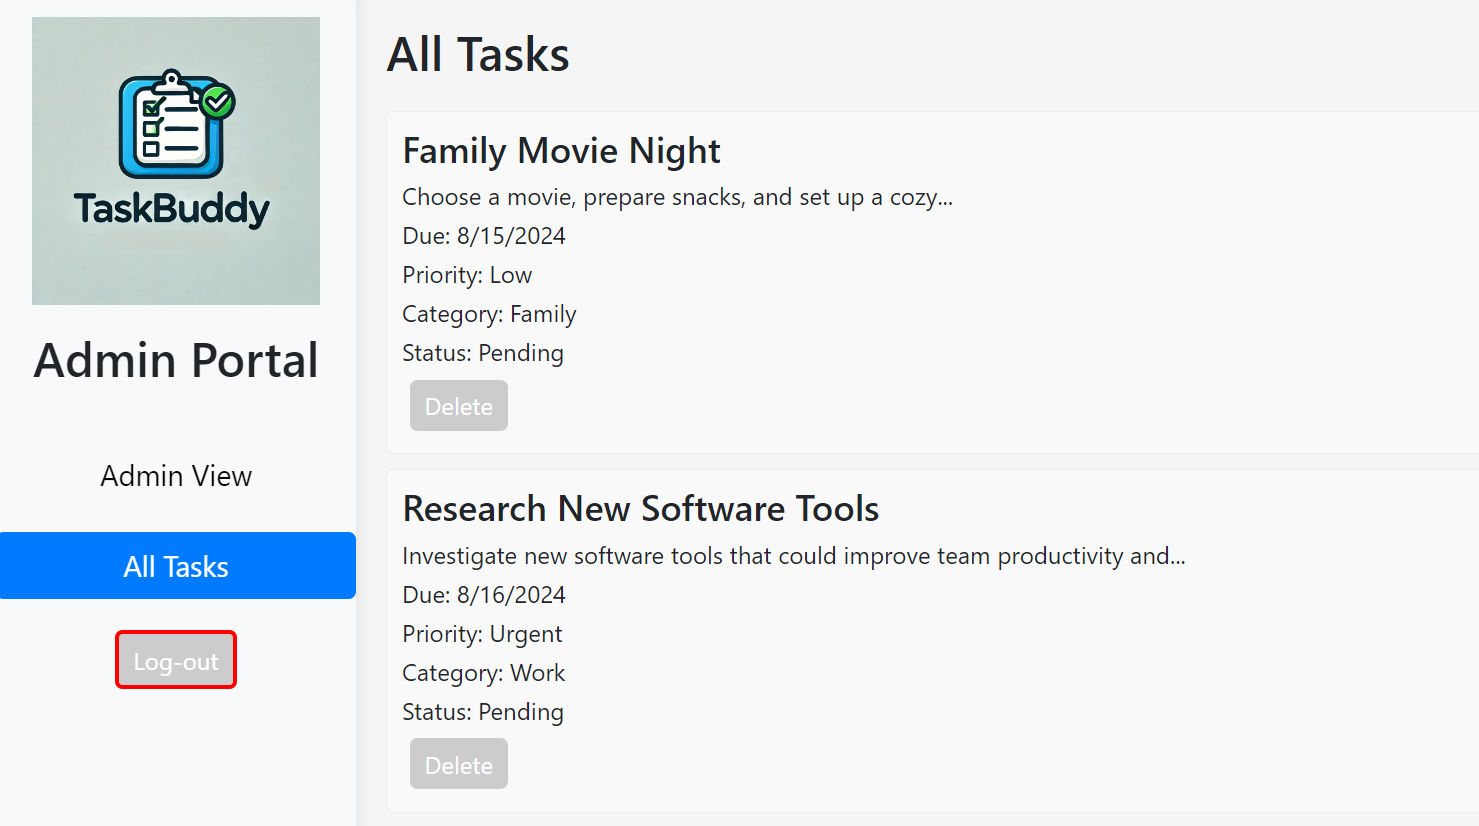 TaskBuddy
Admin Portal
Admin View
All Tasks
Log-out
All Tasks
Family Movie Night
Choose a movie, prepare snacks, and set up a cozy...
Due: 8/15/2024
Priority: Low
Category: Family
Status: Pending
Delete
Research New Software Tools
Investigate new software tools that could improve team productivity and...
Due: 8/16/2024
Priority: Urgent
Category: Work
Status: Pending
Delete